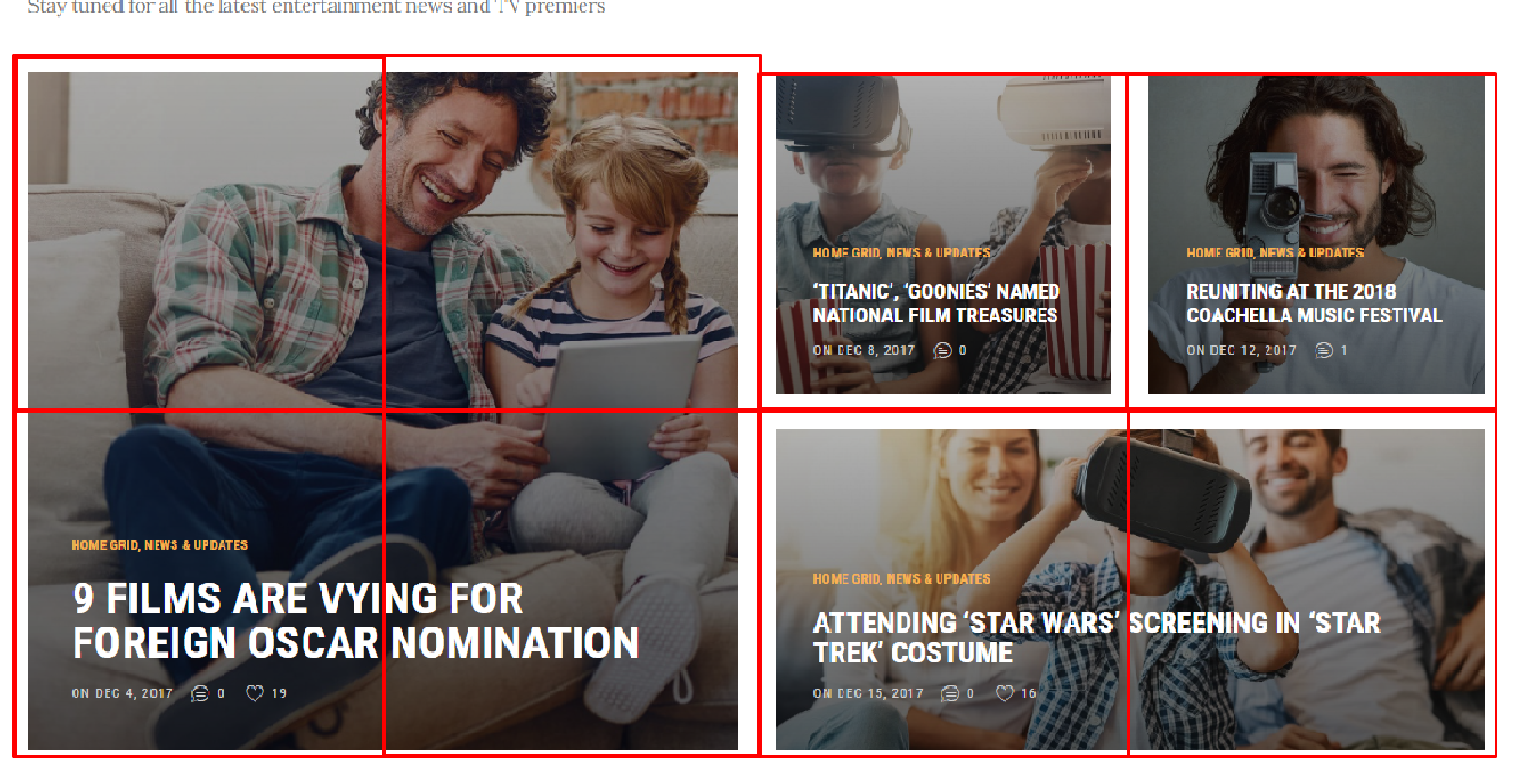 Stay tuned for all the latest entertainment news and TV premiers
HOME GRID, NEWS & UPDATES
9 FILMS ARE VYING FOR
FOREIGN OSCAR NOMINATION
ON DEC 4, 2017 0 19
HOME GRID, NEWS & UPDATES
‘TITANIC’, ‘GOONIES’ NAMED
NATIONAL FILM TREASURES
ON DEC 8, 2017 0
HOME GRID, NEWS & UPDATES
REUNITING AT THE 2018
COACHELLA MUSIC FESTIVAL
ON DEC 12, 2017 1
HOME GRID, NEWS & UPDATES
ATTENDING ‘STAR WARS’ SCREENING IN ‘STAR
TREK’ COSTUME
ON DEC 15, 2017 0 16